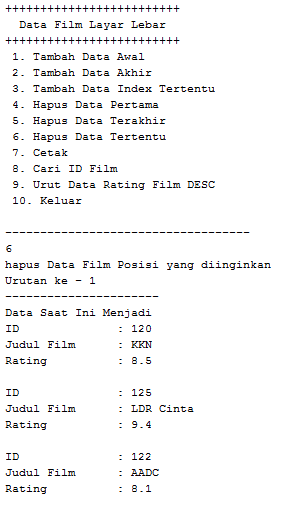 +++++++++++++++++++++++++
Data Film Layar Lebar
+++++++++++++++++++++++++
1. Tambah Data Awal
2. Tambah Data Akhir
3. Tambah Data Index Tertentu
4. Hapus Data Pertama
5. Hapus Data Terakhir
6. Hapus Data Tertentu
7. Cetak
8. Cari ID Film
9. Urut Data Rating Film DESC
10. Keluar
-----------------------------------
6
hapus Data Film Posisi yang diinginkan
Urutan ke - 1
----------------------
Data Saat Ini Menjadi
ID : 120
Judul Film : KKN
Rating : 8.5
ID : 125
Judul Film : LDR Cinta
Rating : 9.4
ID : 122
Judul Film : AADC
Rating : 8.1